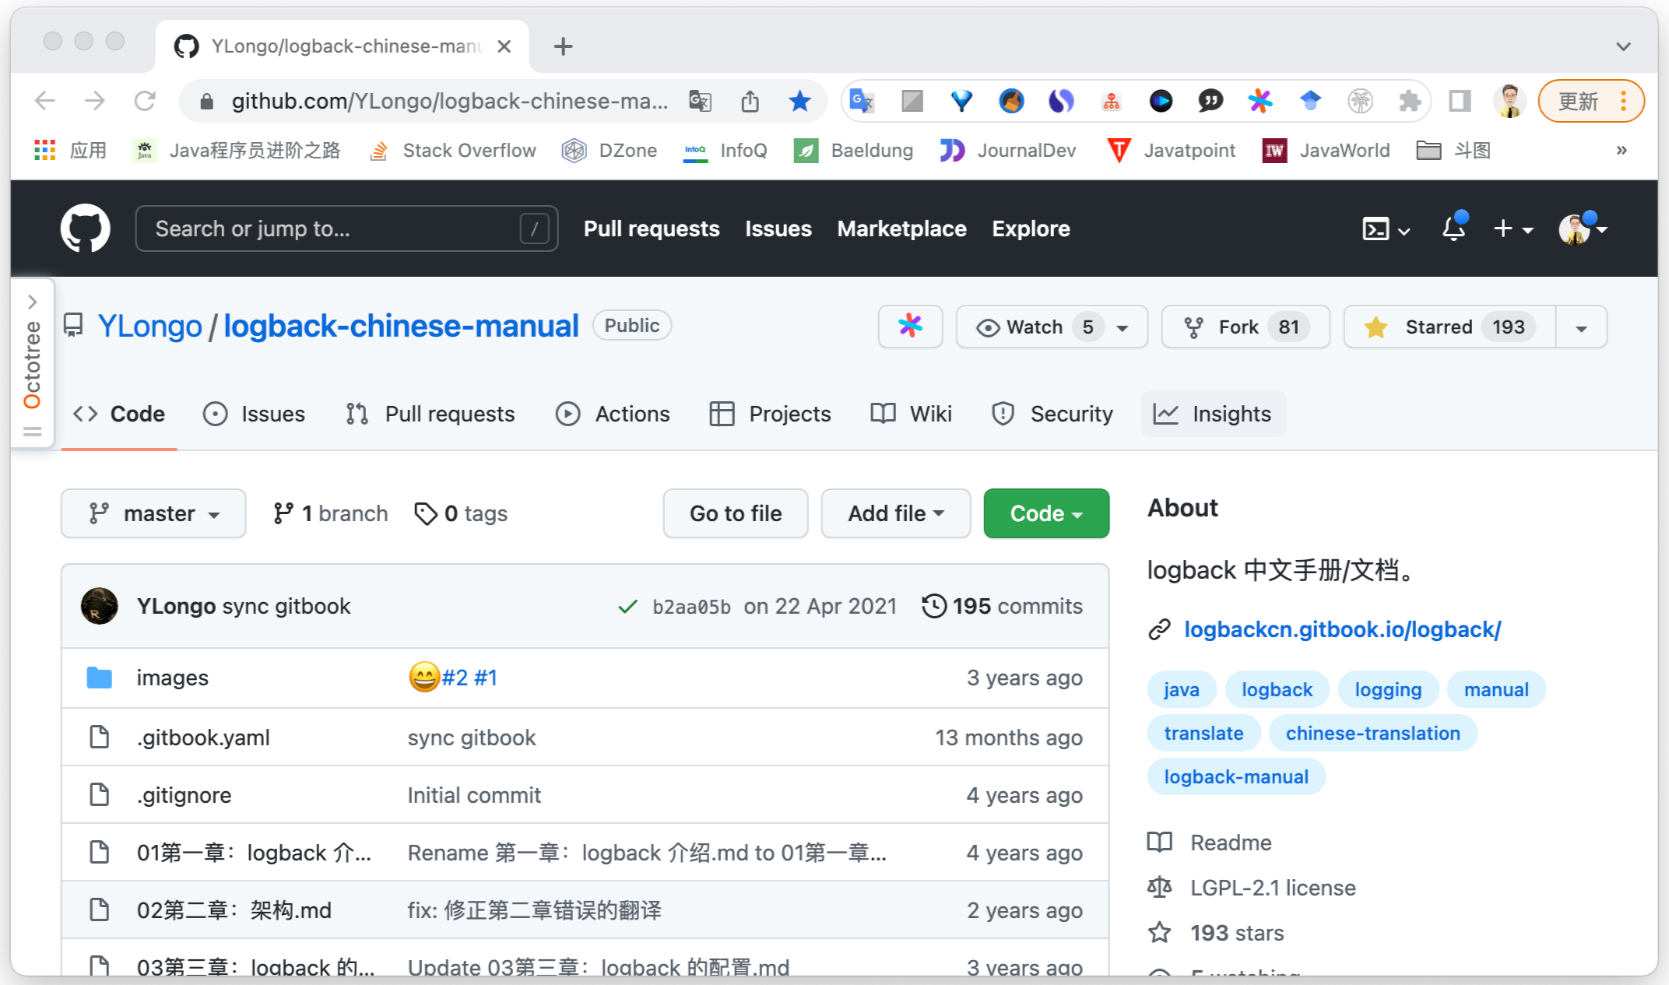 YLongo/logback-chinese-manu
github.com/YLongo/logback-chinese-ma...
更新
应用 Java程序员进阶之路 Stack Overflow DZone InfoQ Baeldung JournalDev Javatpoint JavaWorld 斗图 »
Search or jump to... / Pull requests Issues Marketplace Explore
Octotree
YLongo / logback-chinese-manual Public Watch 5 Fork 81 Starred 193
Code Issues Pull requests Actions Projects Wiki Security Insights
master 1 branch 0 tags Go to file Add file Code
YLongo sync gitbook b2aa05b on 22 Apr 2021 195 commits
images 😄#2 #1 3 years ago
.gitbook.yaml sync gitbook 13 months ago
.gitignore Initial commit 4 years ago
01第一章：logback 介... Rename 第一章：logback 介绍.md to 01第一章... 4 years ago
02第二章：架构.md fix: 修正第二章错误的翻译 2 years ago
03第三章：logback 的... Update 03第三章：logback 的配置.md 3 years ago
About
logback 中文手册/文档。
logbackcn.gitbook.io/logback/
java logback logging manual
translate chinese-translation
logback-manual
Readme
LGPL-2.1 license
193 stars
5 watching